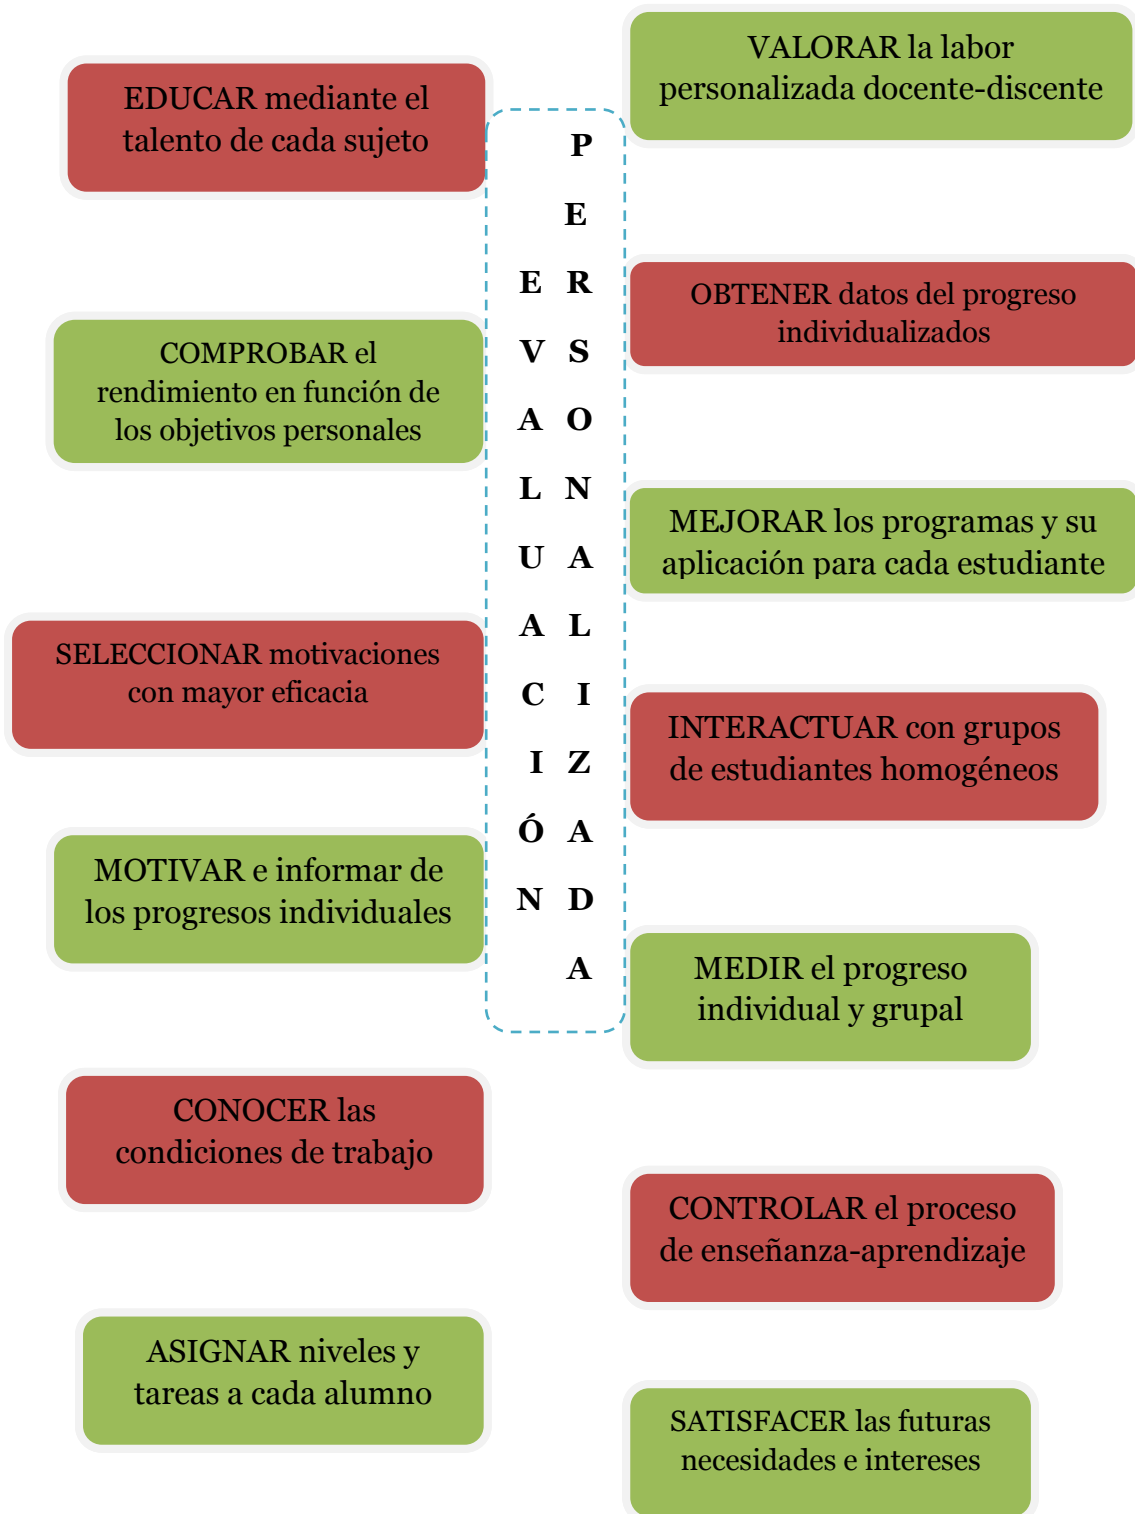 EDUCAR mediante el
talento de cada sujeto
COMPROBAR el
rendimiento en función de
los objetivos personales
SELECCIONAR motivaciones
con mayor eficacia
MOTIVAR e informar de
los progresos individuales
CONOCER las
condiciones de trabajo
ASIGNAR niveles y
tareas a cada alumno
P
E
E R
V S
A O
L N
U A
A L
C I
I Z
Ó A
N D
A
VALORAR la labor
personalizada docente-discente
OBTENER datos del progreso
individualizados
MEJORAR los programas y su
aplicación para cada estudiante
INTERACTUAR con grupos
de estudiantes homogéneos
MEDIR el progreso
individual y grupal
CONTROLAR el proceso
de enseñanza-aprendizaje
SATISFACER las futuras
necesidades e intereses